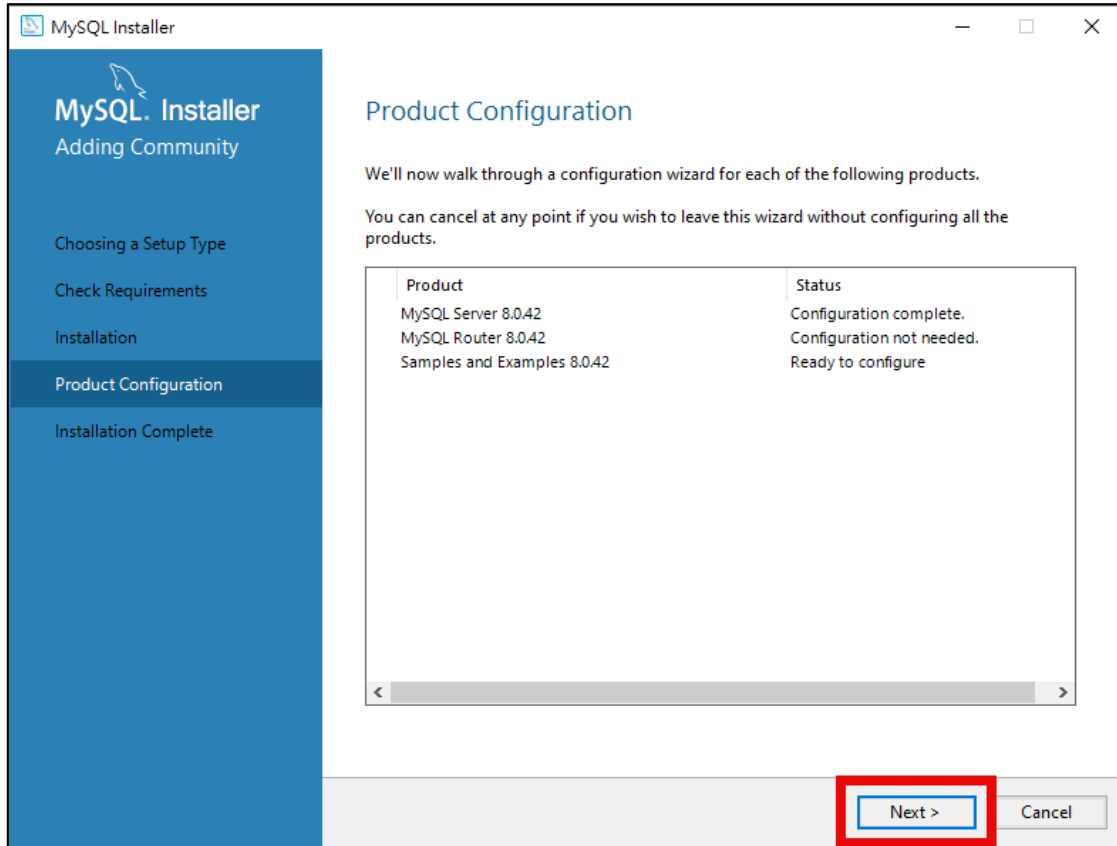 MySQL Installer
MySQL. Installer
Adding Community
Choosing a Setup Type
Check Requirements
Installation
Product Configuration
Installation Complete
Product Configuration
We'll now walk through a configuration wizard for each of the following products.
You can cancel at any point if you wish to leave this wizard without configuring all the
products.
Product Status
MySQL Server 8.0.42 Configuration complete.
MySQL Router 8.0.42 Configuration not needed.
Samples and Examples 8.0.42 Ready to configure
Next > Cancel